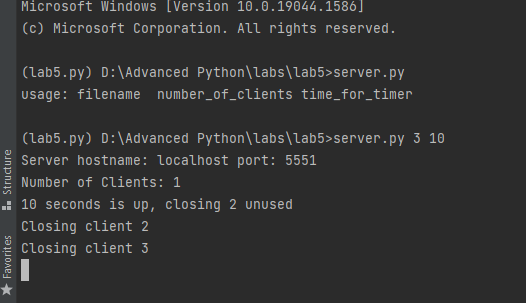 Microsoft Windows [Version 10.0.19044.1586]
(c) Microsoft Corporation. All rights reserved.
(lab5.py) D:\Advanced Python\labs\lab5>server.py
usage: filename  number_of_clients time_for_timer
(lab5.py) D:\Advanced Python\labs\lab5>server.py 3 10
Server hostname: localhost port: 5551
Number of Clients: 1
10 seconds is up, closing 2 unused
Closing client 2
Closing client 3
Structure
Favorites